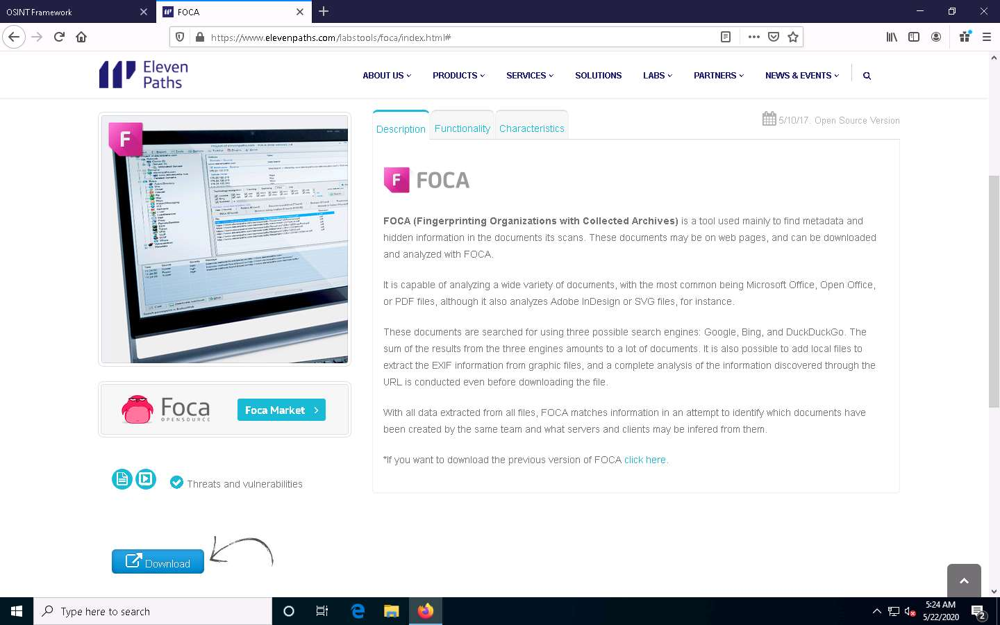 OSINT Framework
FOCA
https://www.elevenpaths.com/labstools/foca/index.html#
Eleven
Paths
ABOUT US
PRODUCTS
SERVICES
SOLUTIONS
LABS
PARTNERS
NEWS & EVENTS
F
Description
Functionality
Characteristics
5/10/17. Open Source Version
F FOCA
FOCA (Fingerprinting Organizations with Collected Archives) is a tool used mainly to find metadata and
hidden information in the documents its scans. These documents may be on web pages, and can be downloaded
and analyzed with FOCA.
It is capable of analyzing a wide variety of documents, with the most common being Microsoft Office, Open Office,
or PDF files, although it also analyzes Adobe InDesign or SVG files, for instance.
These documents are searched for using three possible search engines: Google, Bing, and DuckDuckGo. The
sum of the results from the three engines amounts to a lot of documents. It is also possible to add local files to
extract the EXIF information from graphic files, and a complete analysis of the information discovered through the
URL is conducted even before downloading the file.
With all data extracted from all files, FOCA matches information in an attempt to identify which documents have
been created by the same team and what servers and clients may be infered from them.
*If you want to download the previous version of FOCA click here.
Foca
OPENSOURCE
Foca Market
Threats and vulnerabilities
Download
Type here to search
5:24 AM
5/22/2020
2